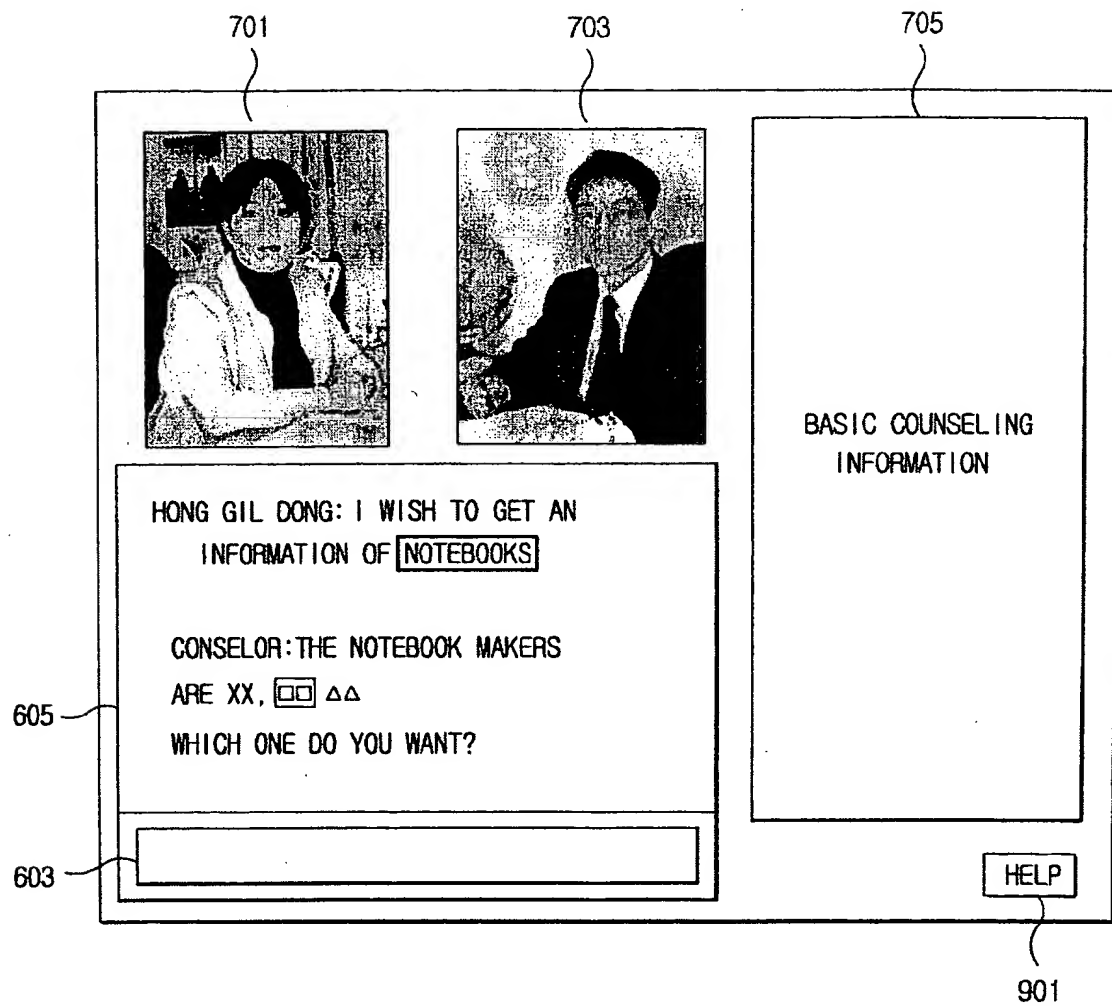 701
703
705
HONG GIL DONG: I WISH TO GET AN
INFORMATION OF NOTEBOOKS
CONSELOR:THE NOTEBOOK MAKERS
ARE XX, □□ △△
WHICH ONE DO YOU WANT?
BASIC COUNSELING
INFORMATION
605
603
HELP
901